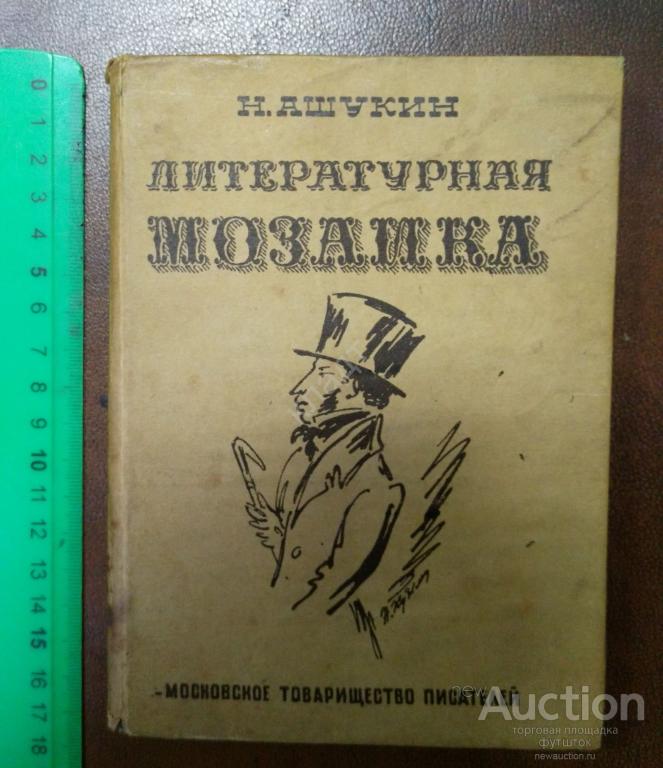 Н. АШУКИН
ЛИТЕРАТУРНАЯ
МОЗАИКА
МОСКОВСКОЕ ТОВАРИЩЕСТВО ПИСАТЕЛЕЙ
0 1 2 3 4 5 6 7 8 9 10 11 12 13 14 15 16 17 18
new
Auction
торговая площадка
футшток
newauction.ru